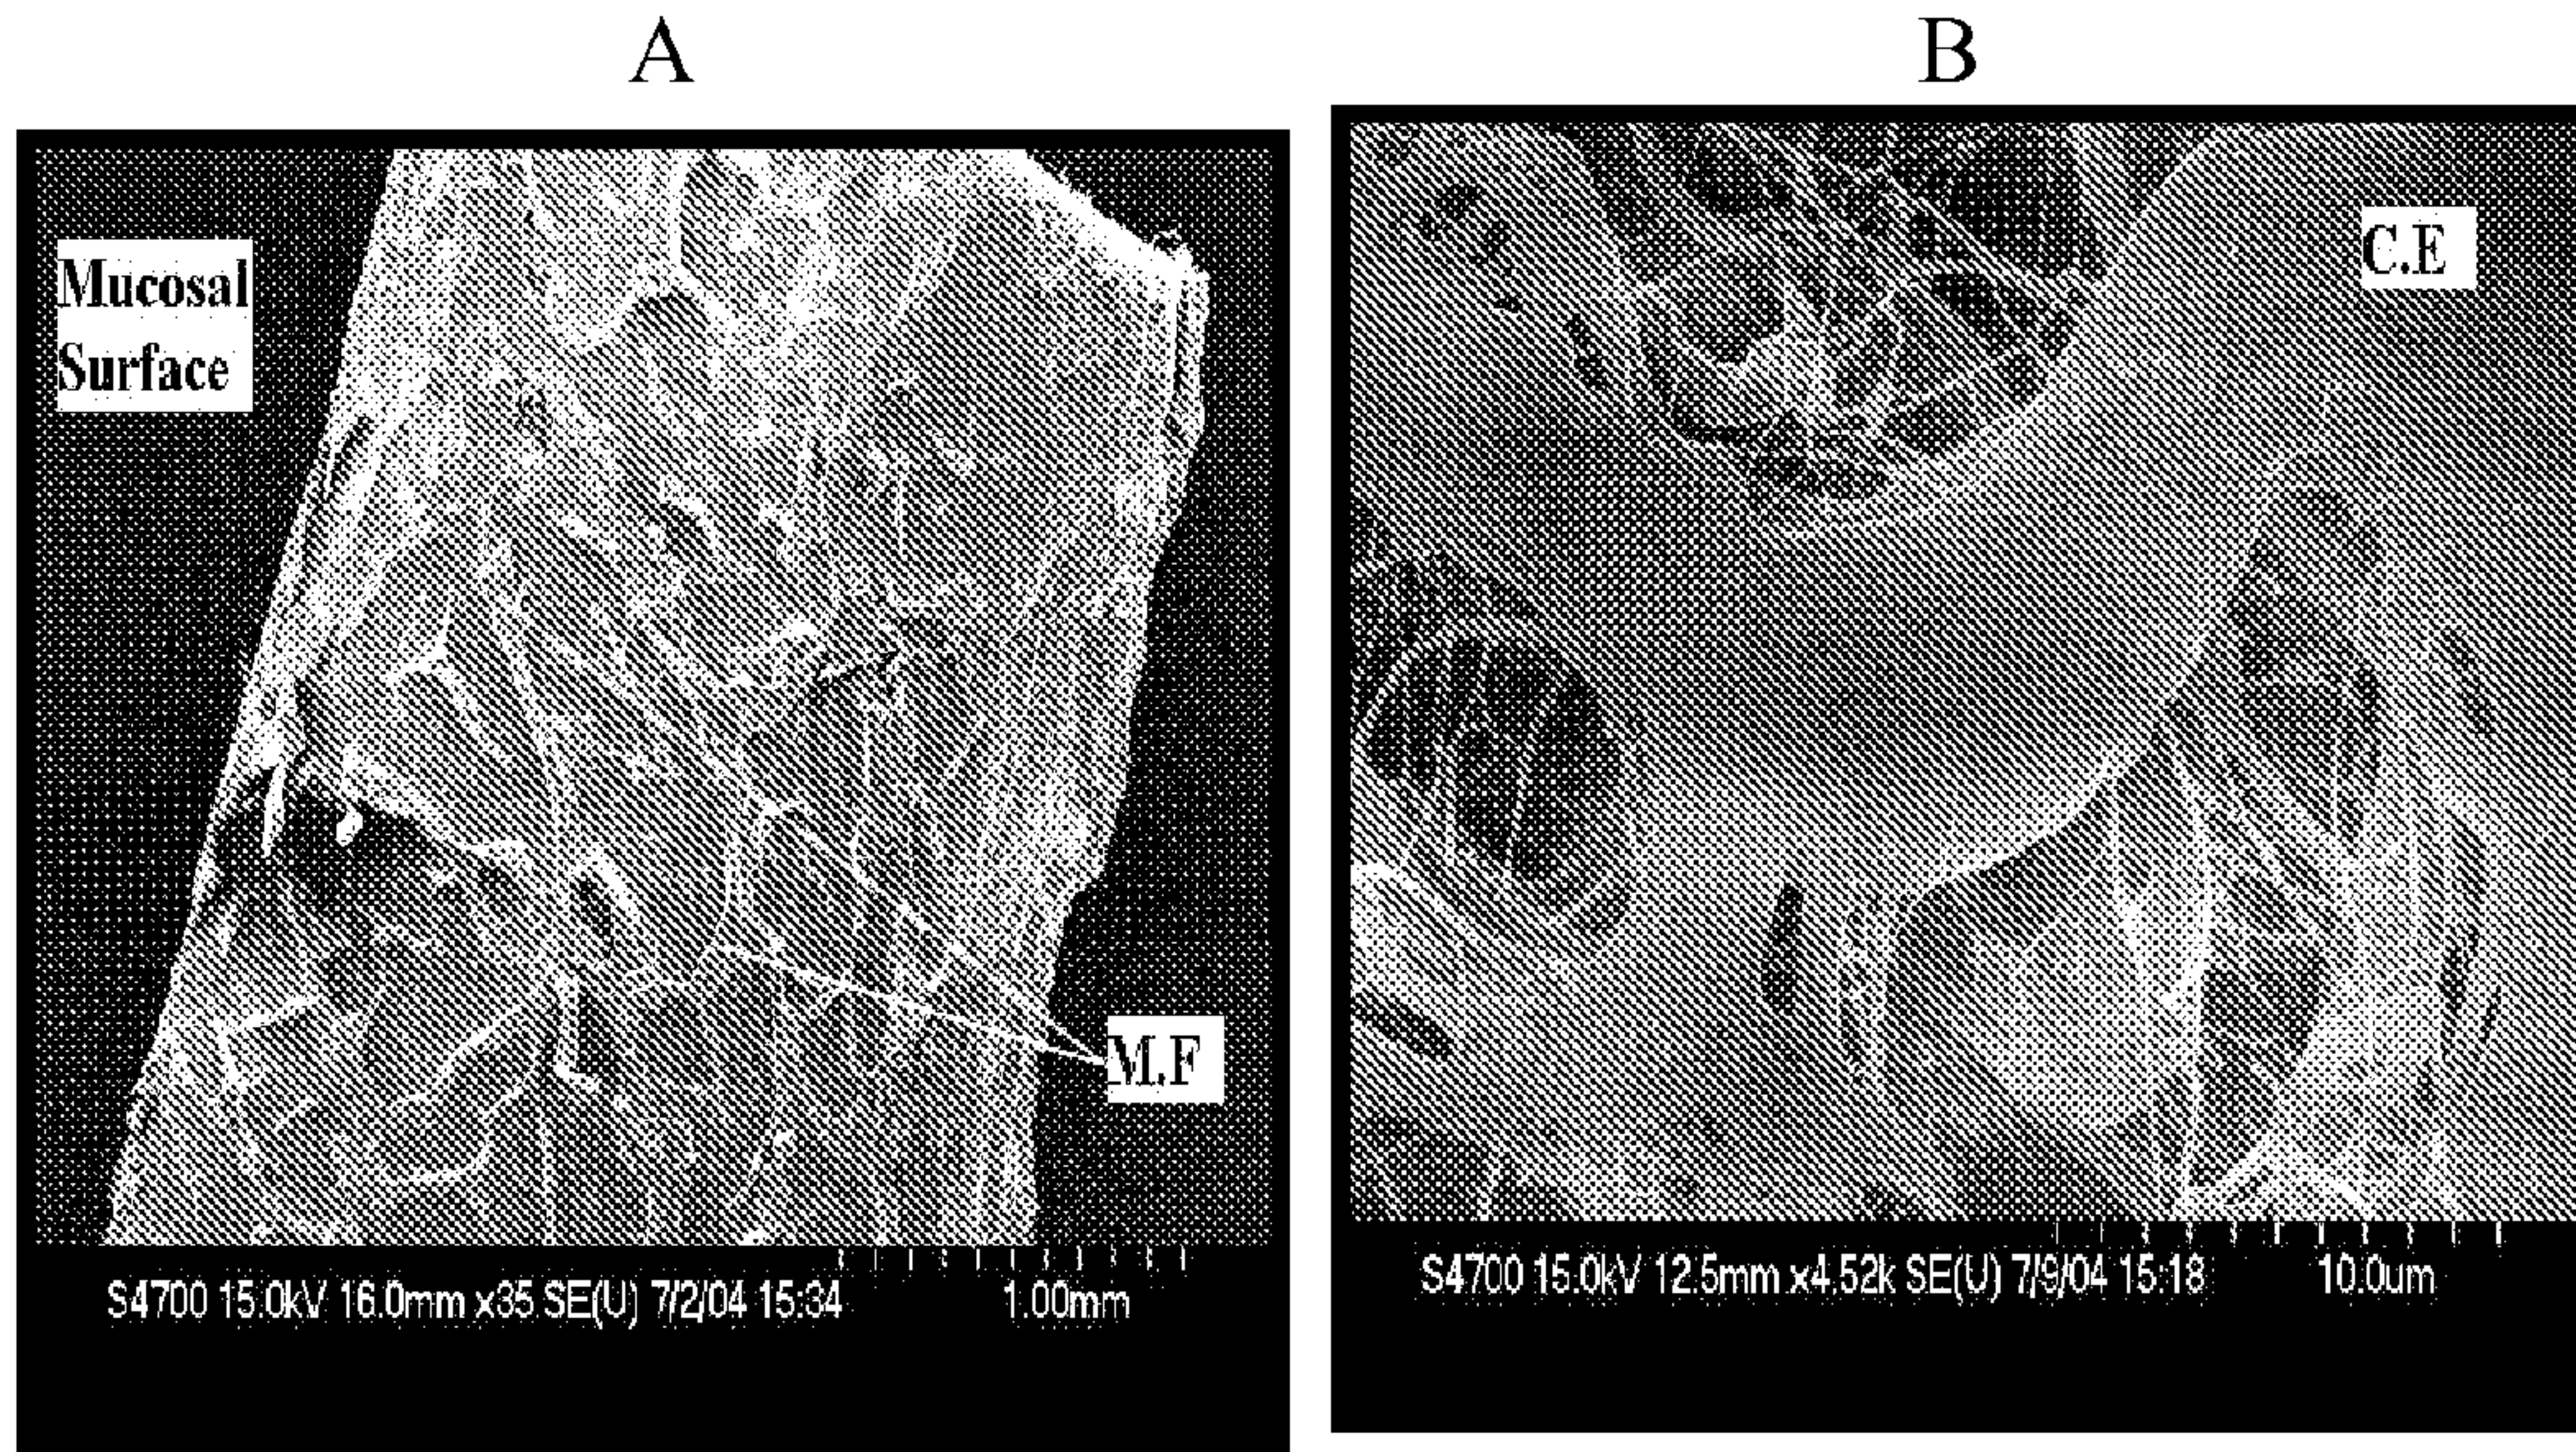 A
B
Mucosal
Surface
C.E
M.F
S4700 15.0kV 16.0mm x35 SE(U) 7/2/04 15:34
1.00mm
S4700 15.0kV 12.5mm x4.52k SE(U) 7/9/04 15:18
10.0um